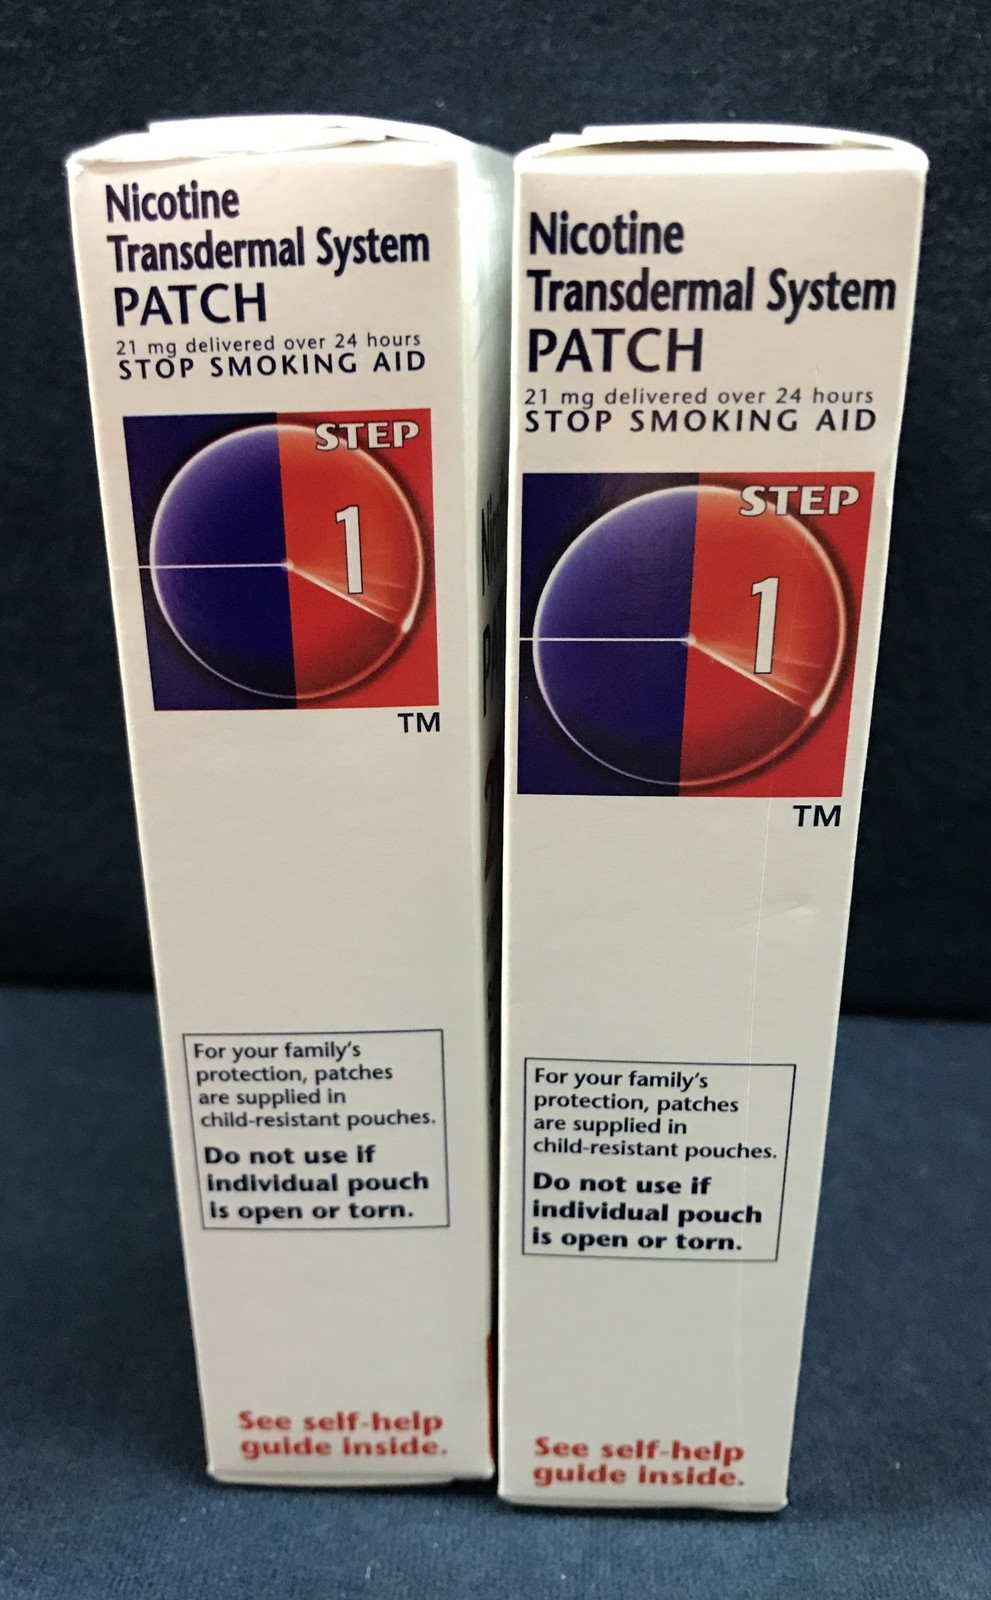 Nicotine
Transdermal System
PATCH
21 mg delivered over 24 hours
STOP SMOKING AID
STEP
1
TM
For your family's
protection, patches
are supplied in
child-resistant pouches.
Do not use if
individual pouch
is open or torn.
See self-help
guide inside.
Nicotine
Transdermal System
PATCH
21 mg delivered over 24 hours
STOP SMOKING AID
STEP
1
TM
For your family's
protection, patches
are supplied in
child-resistant pouches.
Do not use if
individual pouch
is open or torn.
See self-help
guide inside.